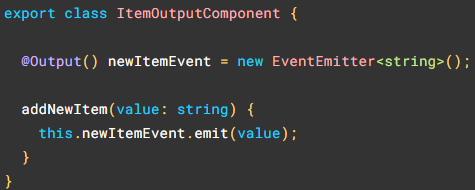 export class ItemOutputComponent {
@Output() newItemEvent = new EventEmitter<string>();
addNewItem(value: string) {
this.newItemEvent.emit(value);
}
}